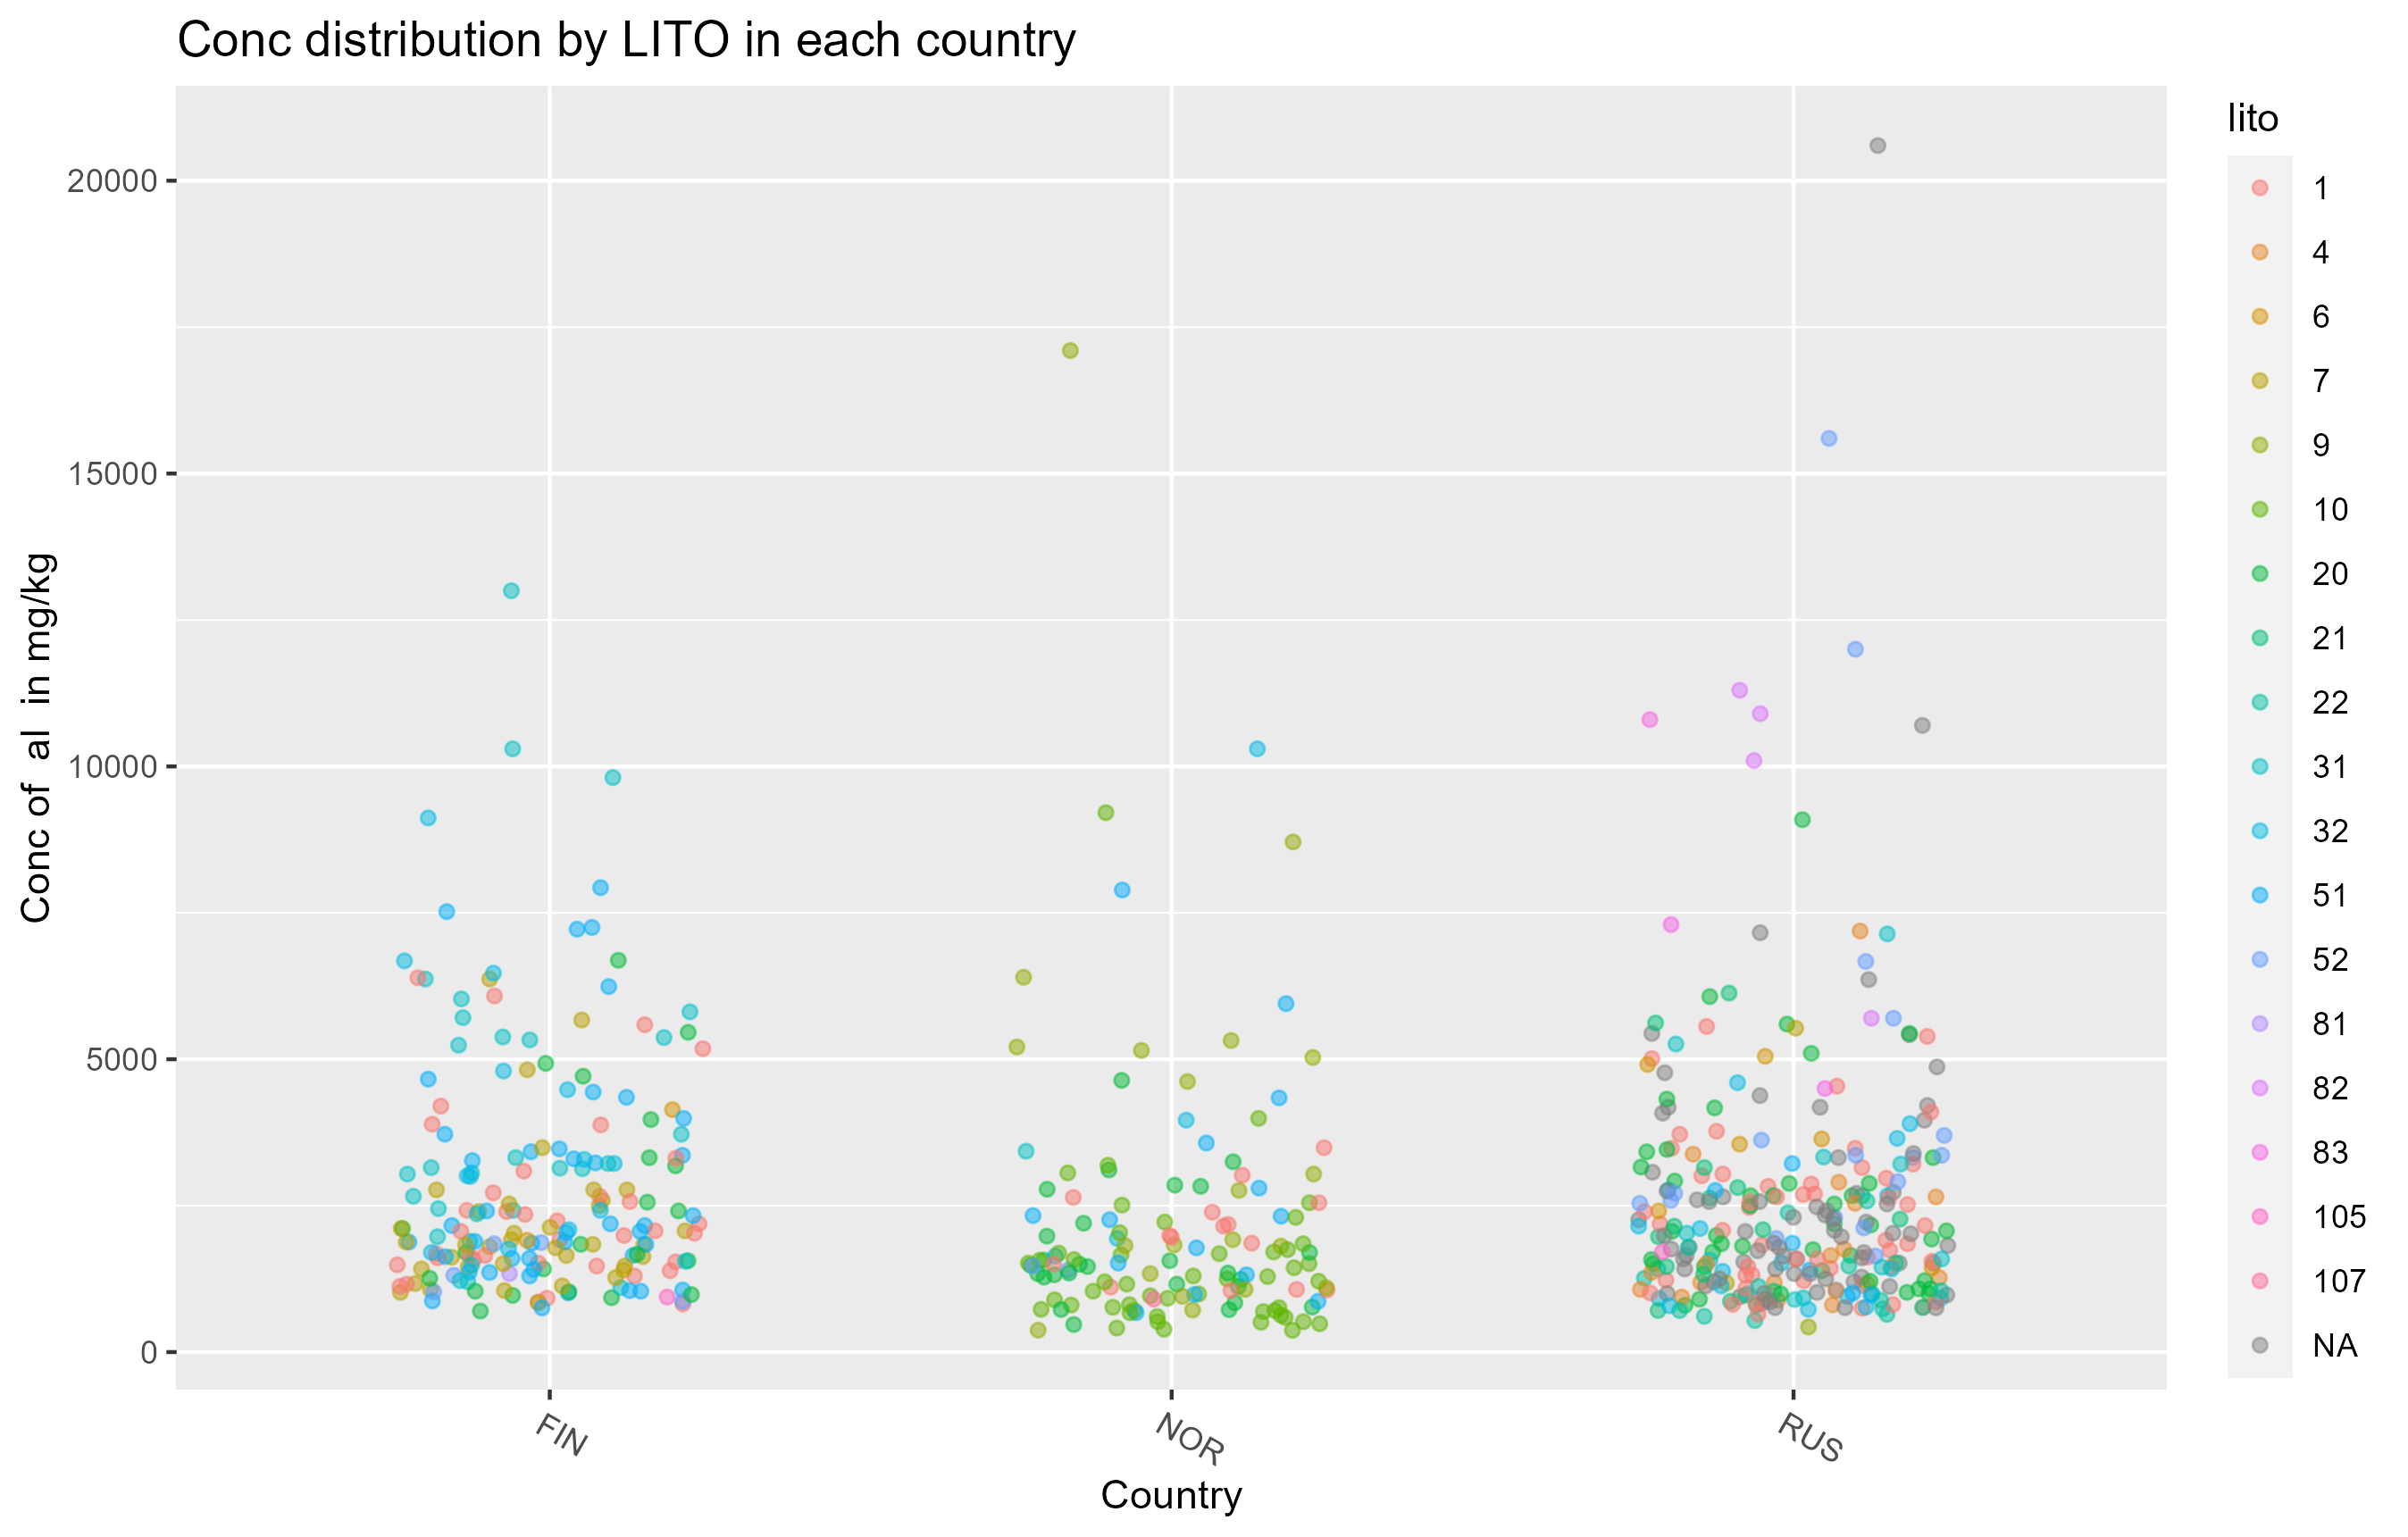 Conc distribution by LITO in each country
20000
15000
10000
5000
0
Conc of  al  in mg/kg
FIN
NOR
RUS
Country
lito
1
4
6
7
9
10
20
21
22
31
32
51
52
81
82
83
105
107
NA